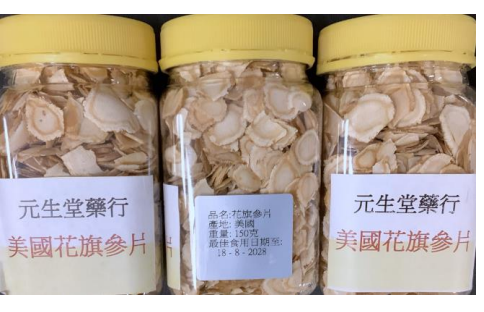 元生堂藥行
美國花旗參片
品名:花旗參片
產地: 美國
重量: 150克
最佳食用日期至:
18 - 8 - 2028
元生堂藥行
美國花旗參片